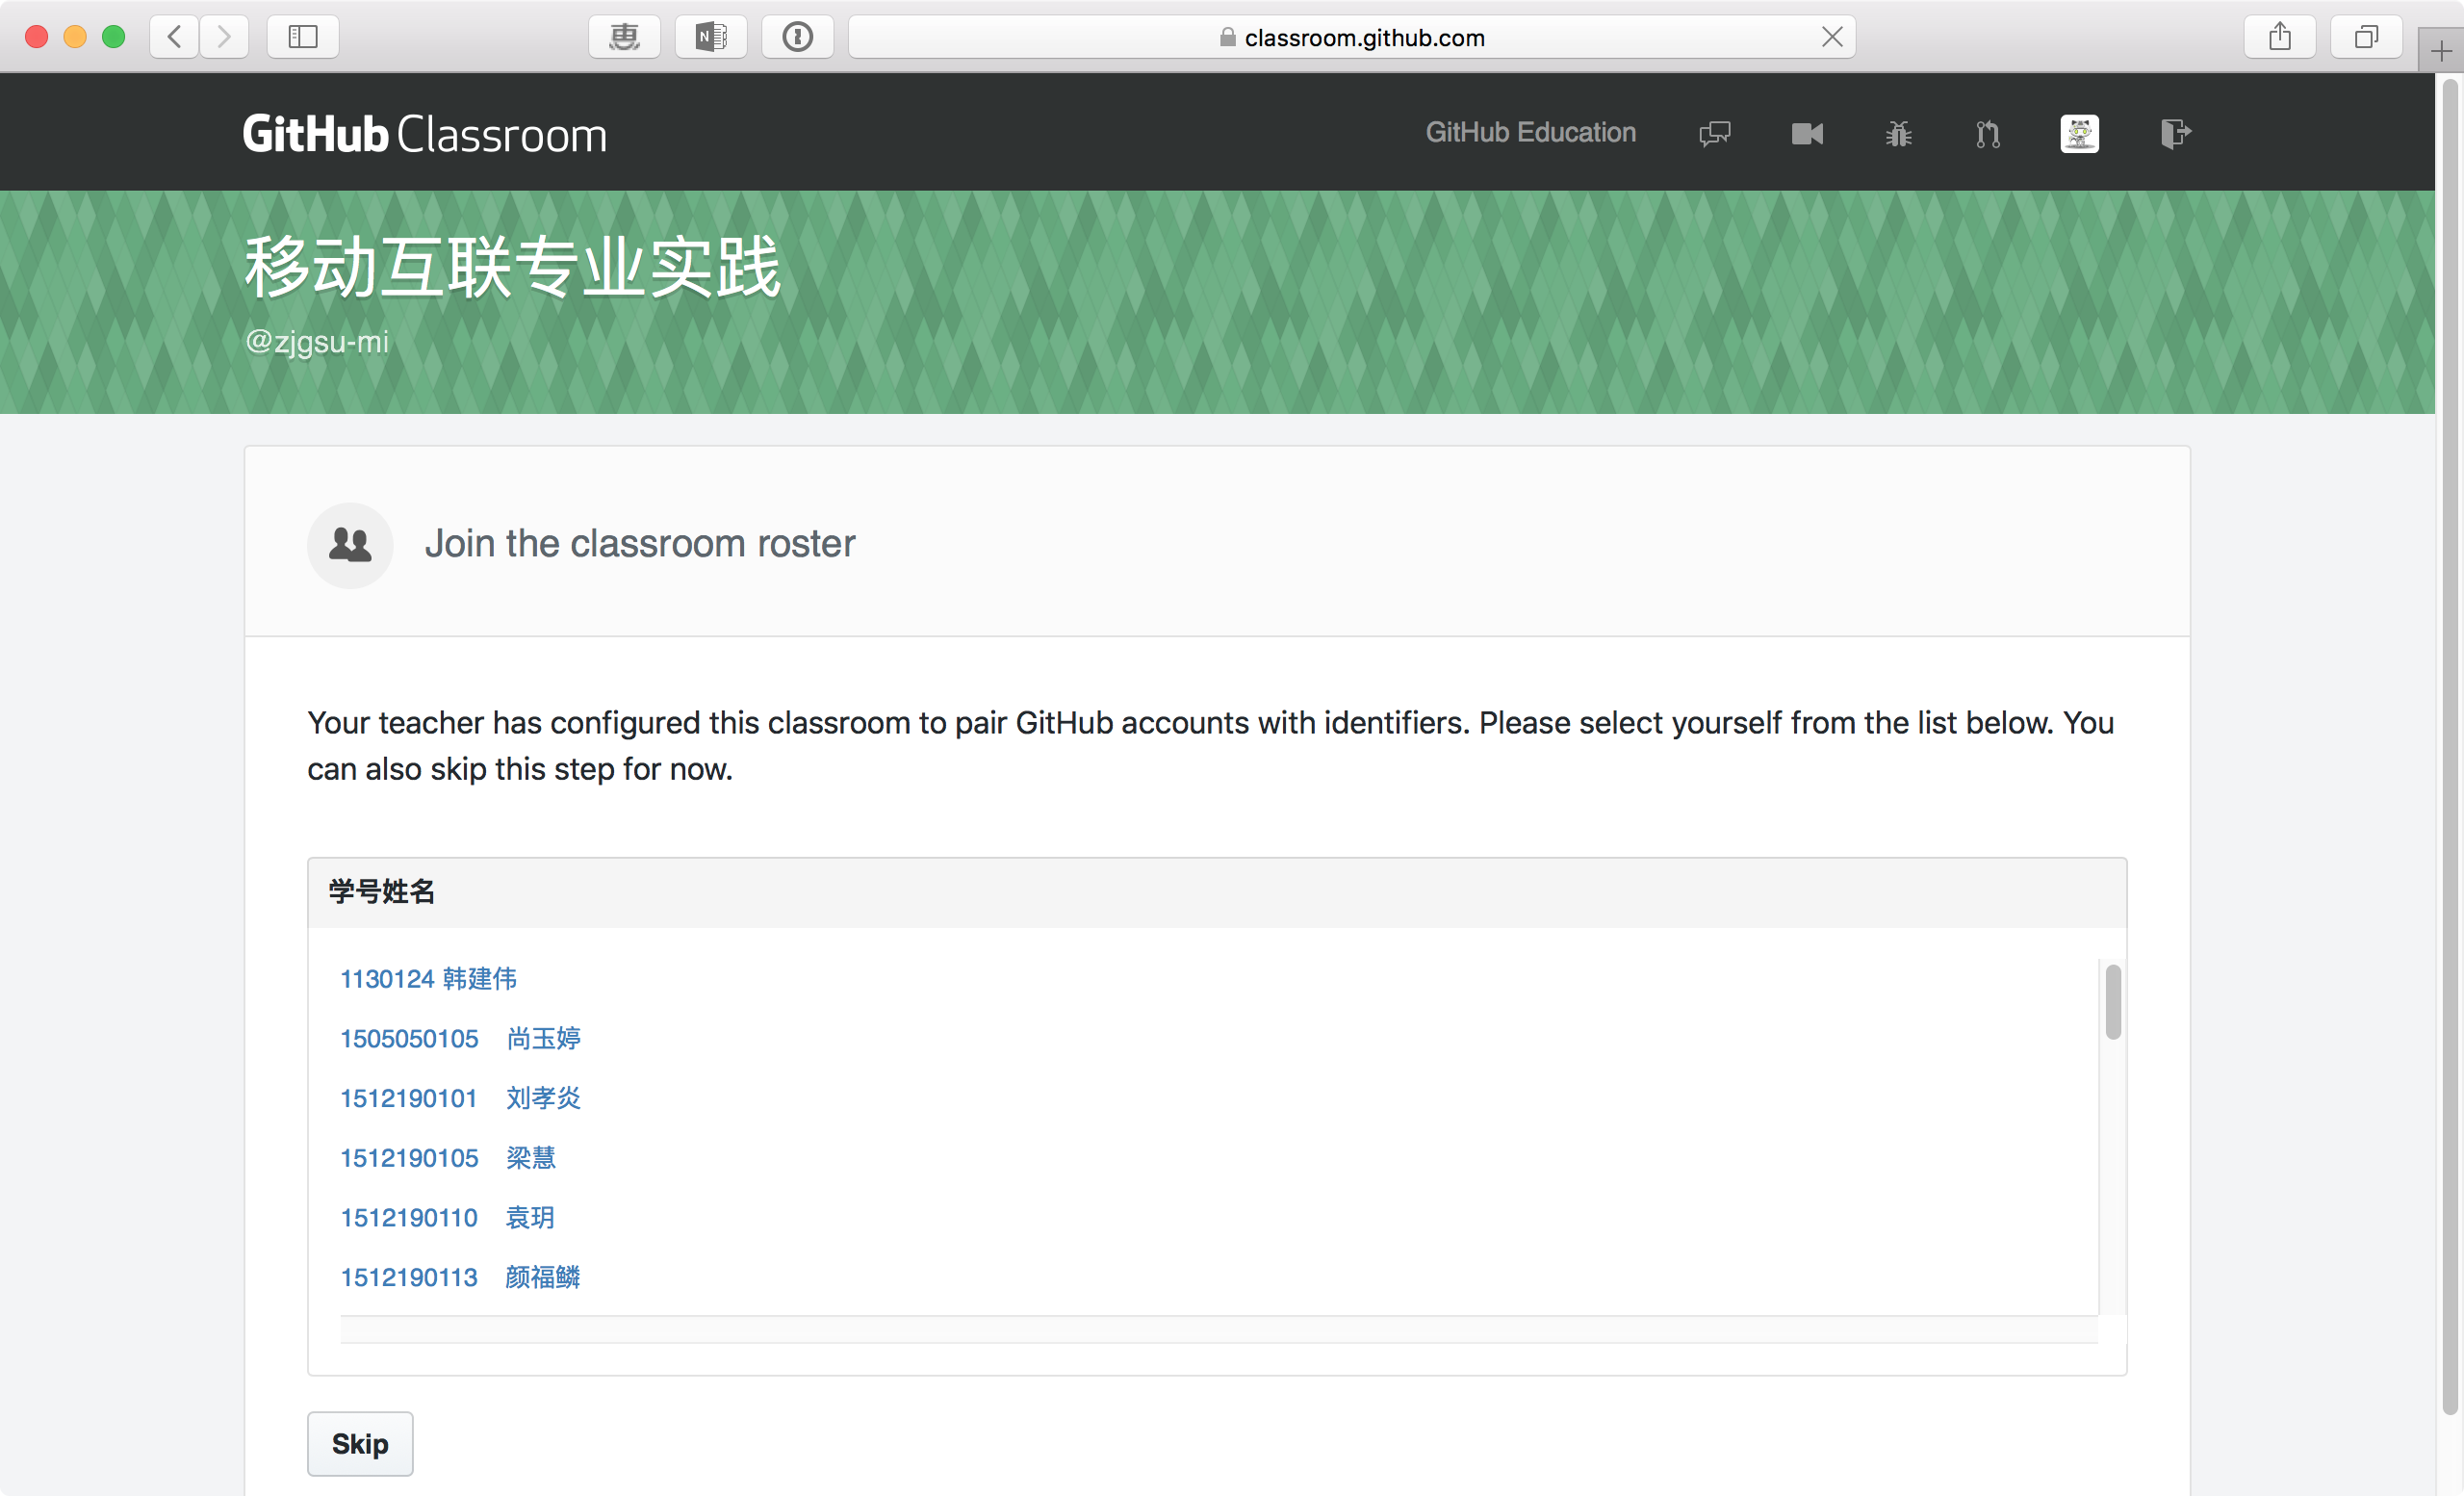 classroom.github.com
GitHub Classroom
GitHub Education
移动互联专业实践
@zjgsu-mi
Join the classroom roster
Your teacher has configured this classroom to pair GitHub accounts with identifiers. Please select yourself from the list below. You
can also skip this step for now.
学号姓名
1130124 韩建伟
1505050105 尚玉婷
1512190101 刘孝炎
1512190105 梁慧
1512190110 袁玥
1512190113 颜福鳞
Skip